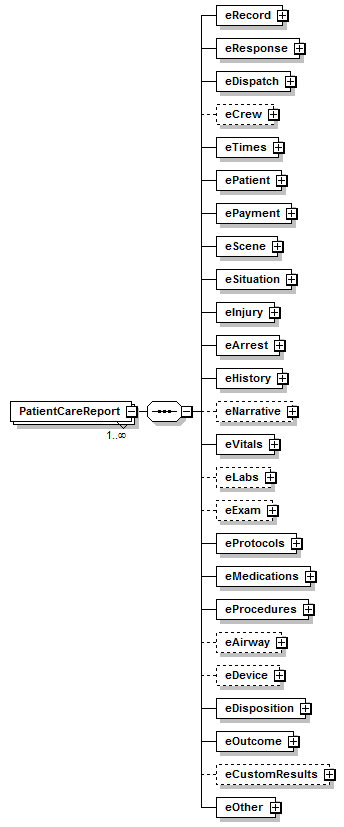 eRecord
eResponse
eDispatch
eCrew
eTimes
ePatient
ePayment
eScene
eSituation
eInjury
eArrest
eHistory
PatientCareReport
1..∞
eNarrative
eVitals
eLabs
eExam
eProtocols
eMedications
eProcedures
eAirway
eDevice
eDisposition
eOutcome
eCustomResults
eOther